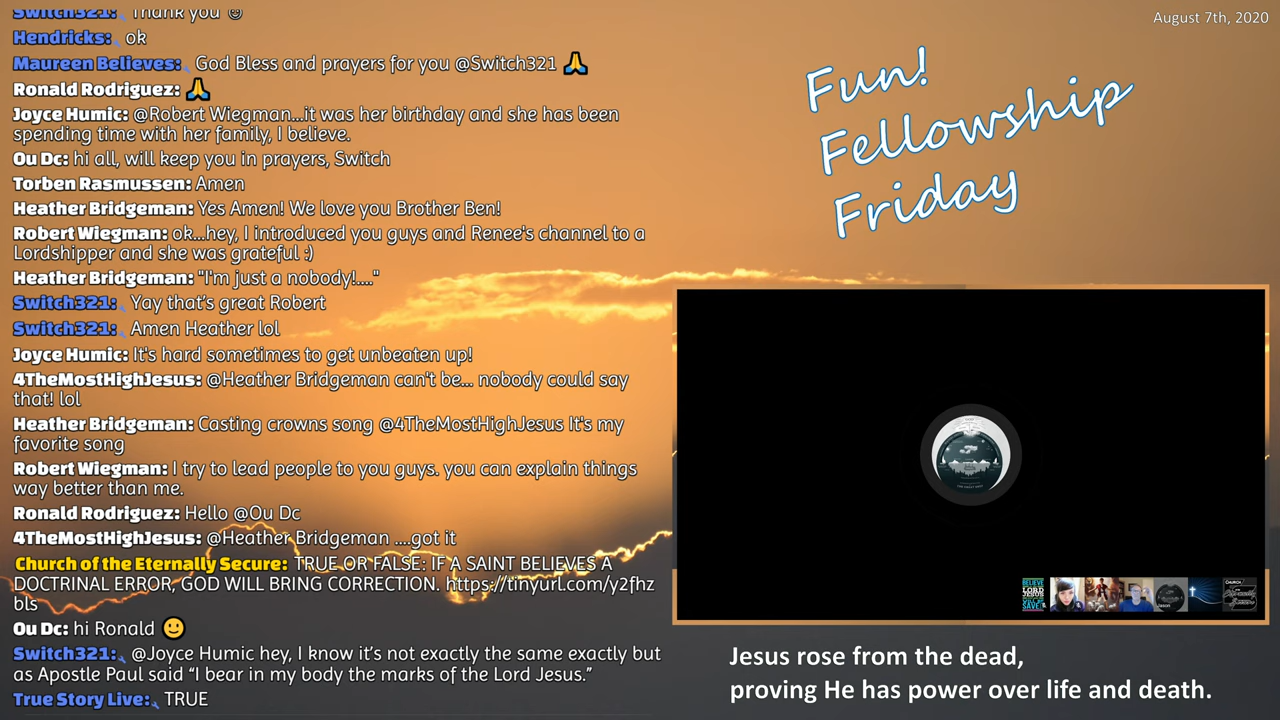 Switch321: Thank you ☺
Hendricks: ok
Maureen Believes: God Bless and prayers for you @Switch321 🙏
Ronald Rodriguez: 🙏
Joyce Humic: @Robert Wiegman...it was her birthday and she has been
spending time with her family, I believe.
Ou Dc: hi all, will keep you in prayers, Switch
Torben Rasmussen: Amen
Heather Bridgeman: Yes Amen! We love you Brother Ben!
Robert Wiegman: ok...hey, I introduced you guys and Renee's channel to a
Lordshipper and she was grateful :)
Heather Bridgeman: "I'm just a nobody!...."
Switch321: Yay that's great Robert
Switch321: Amen Heather lol
Joyce Humic: It's hard sometimes to get unbeaten up!
4TheMostHighJesus: @Heather Bridgeman can't be... nobody could say
that! lol
Heather Bridgeman: Casting crowns song @4TheMostHighJesus It's my
favorite song
Robert Wiegman: I try to lead people to you guys. you can explain things
way better than me.
Ronald Rodriguez: Hello @Ou Dc
4TheMostHighJesus: @Heather Bridgeman ....got it
Church of the Eternally Secure: TRUE OR FALSE: IF A SAINT BELIEVES A
DOCTRINAL ERROR, GOD WILL BRING CORRECTION. https://tinyurl.com/y2fhz
bls
Ou Dc: hi Ronald 🙂
Switch321: @Joyce Humic hey, I know it's not exactly the same exactly but
as Apostle Paul said "I bear in my body the marks of the Lord Jesus."
True Story Live: TRUE
August 7th, 2020
Fun!
Fellowship
Friday
BELIEVE
LORD
JESUS
SAVE
Jason
CHURCH
Jesus rose from the dead,
proving He has power over life and death.